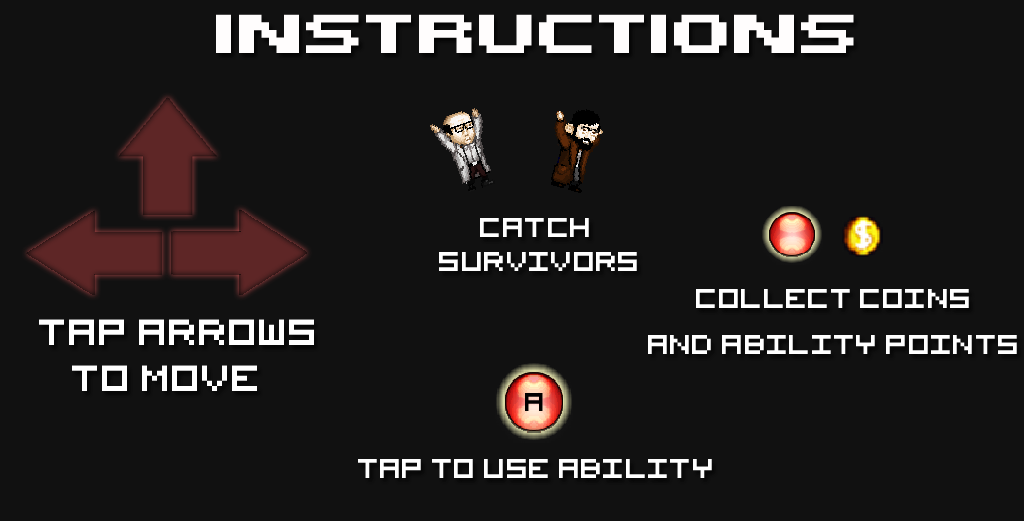 INSTRUCTIONS
TAP ARROWS
TO MOVE
CATCH
SURVIVORS
$
COLLECT COINS
AND ABILITY POINTS
A
TAP TO USE ABILITY